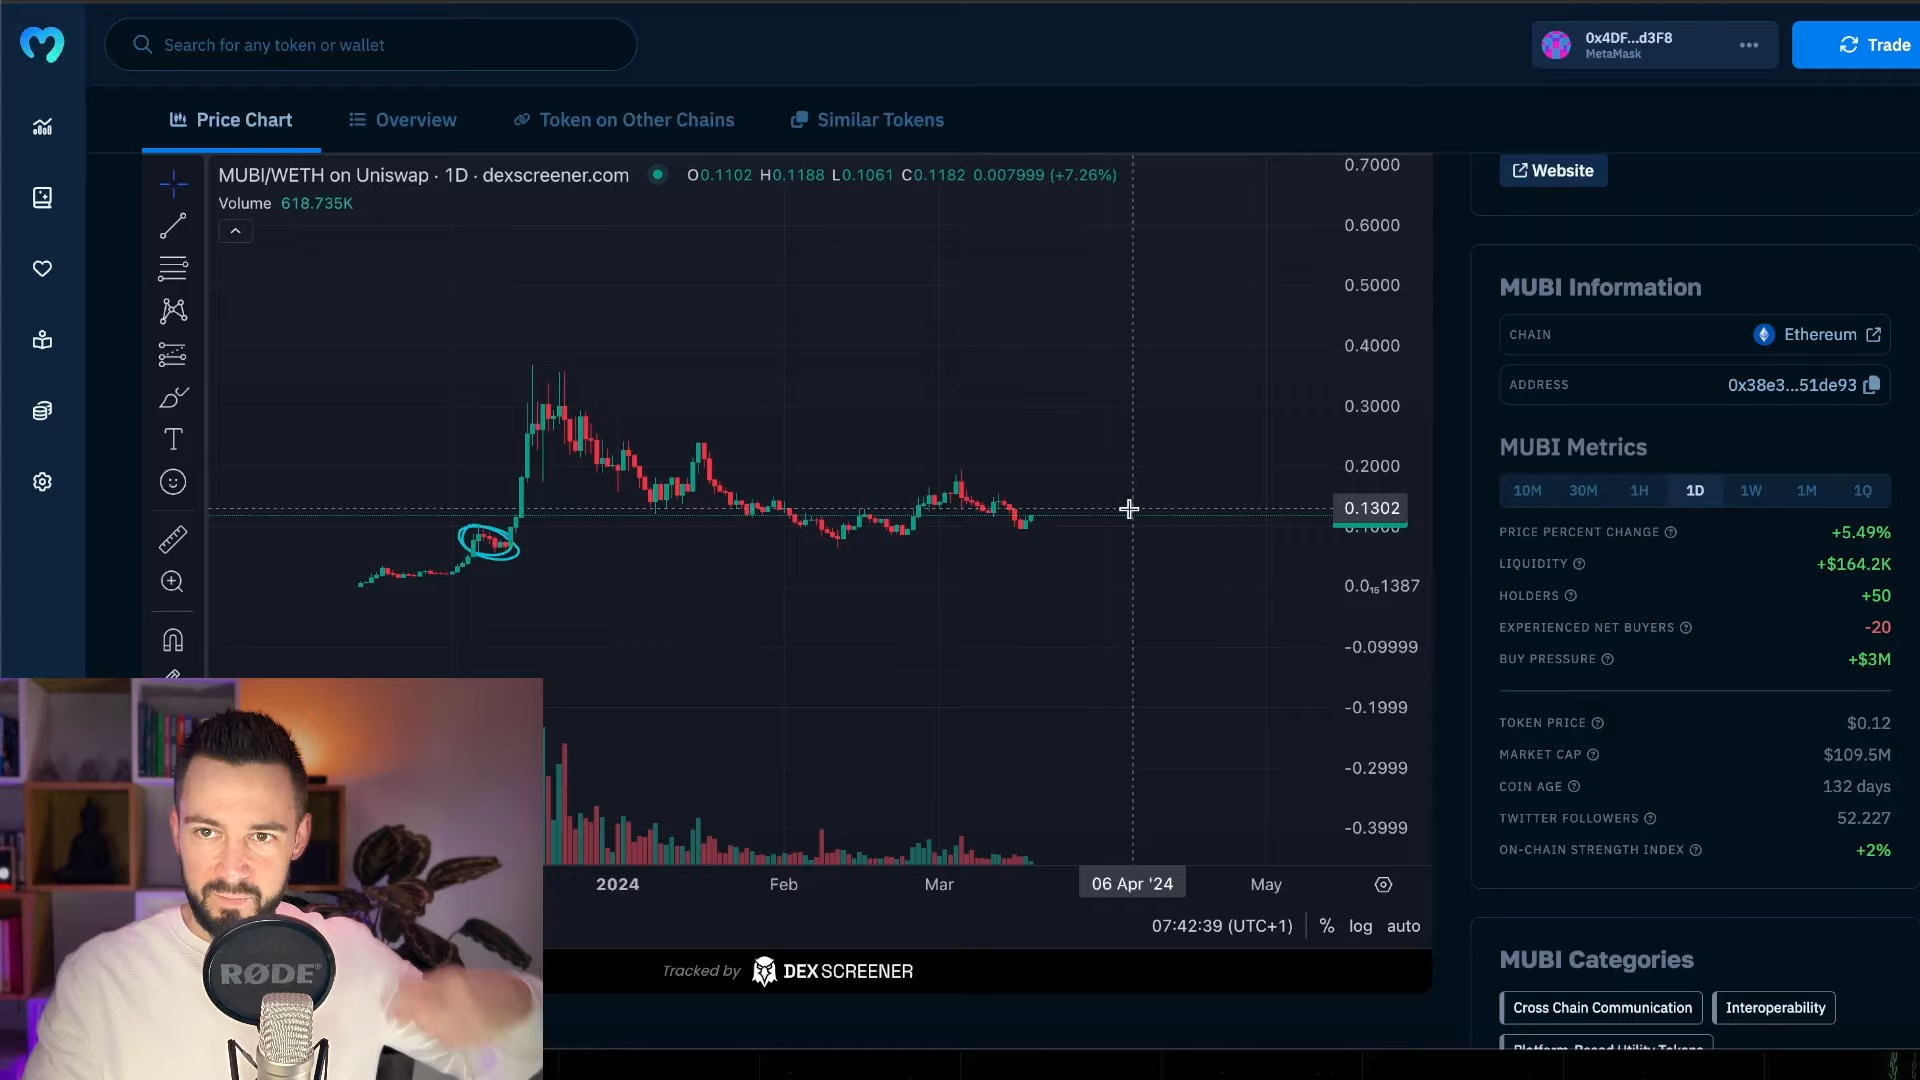 Search for any token or wallet
0x4DF...d3F8
MetaMask
Trade
Price Chart
Overview
Token on Other Chains
Similar Tokens
MUBI/WETH on Uniswap · 1D · dexscreener.com
O0.1102 H0.1188 L0.1061 C0.1182 0.007999 (+7.26%)
Volume 618.735K
0.7000
0.6000
0.5000
0.4000
0.3000
0.2000
0.1302
0.0₁₅1387
-0.09999
-0.1999
-0.2999
-0.3999
2024
Feb
Mar
06 Apr '24
May
07:42:39 (UTC+1)
%
log
auto
Tracked by DEX SCREENER
Website
MUBI Information
CHAIN
Ethereum
ADDRESS
0x38e3...51de93
MUBI Metrics
10M 30M 1H 1D 1W 1M 1Q
PRICE PERCENT CHANGE +5.49%
LIQUIDITY +$164.2K
HOLDERS +50
EXPERIENCED NET BUYERS -20
BUY PRESSURE +$3M
TOKEN PRICE $0.12
MARKET CAP $109.5M
COIN AGE 132 days
TWITTER FOLLOWERS 52.227
ON-CHAIN STRENGTH INDEX +2%
MUBI Categories
Cross Chain Communication
Interoperability
Platform-Based Utility Tokens
RØDE®